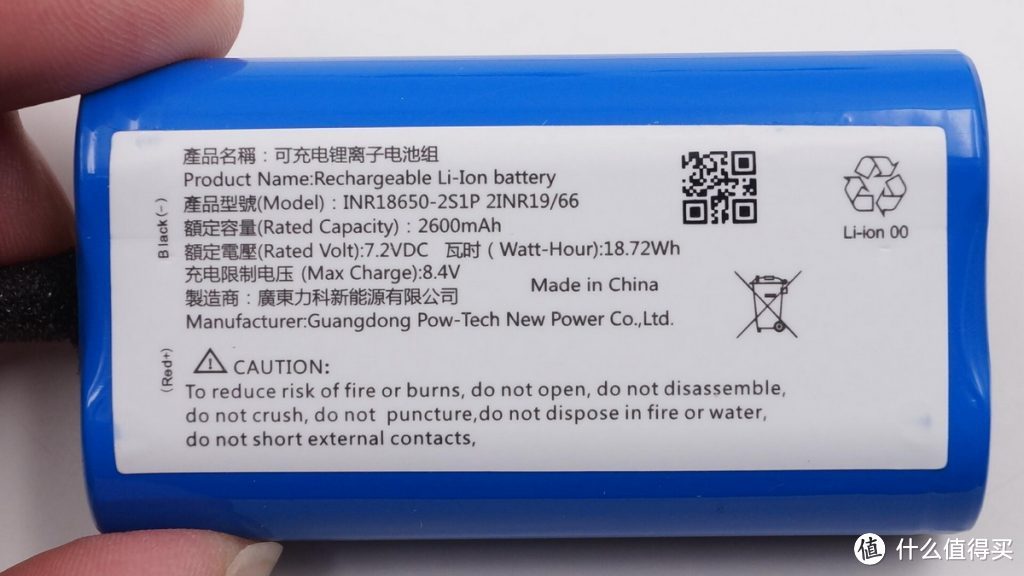 產品名稱：可充电锂离子电池组
Product Name:Rechargeable Li-Ion battery
產品型號(Model)：INR18650-2S1P 2INR19/66
額定容量(Rated Capacity)：2600mAh
額定電壓(Rated Volt):7.2VDC 瓦时 ( Watt-Hour):18.72Wh
充电限制电压 (Max Charge):8.4V
製造商：廣東力科新能源有限公司
Made in China
Manufacturer:Guangdong Pow-Tech New Power Co.,Ltd.
Black(-)
(Red+)
Li-ion 00
CAUTION:
To reduce risk of fire or burns, do not open, do not disassemble,
do not crush, do not puncture,do not dispose in fire or water,
do not short external contacts,
值 什么值得买